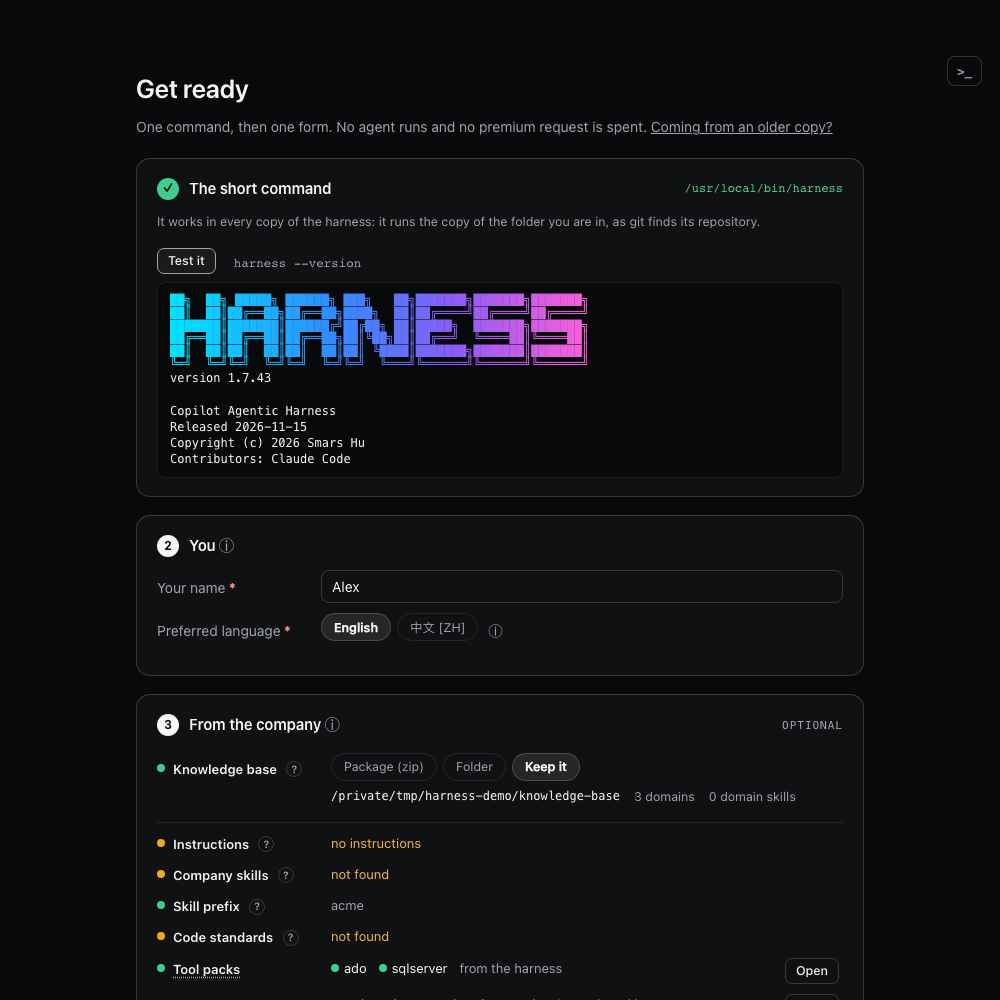 >_
Get ready
One command, then one form. No agent runs and no premium request is spent. Coming from an older copy?
The short command
/usr/local/bin/harness
It works in every copy of the harness: it runs the copy of the folder you are in, as git finds its repository.
Test it harness --version
HARNESS
version 1.7.43
Copilot Agentic Harness
Released 2026-11-15
Copyright (c) 2026 Smars Hu
Contributors: Claude Code
2 You ⓘ
Your name * Alex
Preferred language * English 中文 [ZH] ⓘ
3 From the company ⓘ OPTIONAL
Knowledge base ? Package (zip) Folder Keep it
/private/tmp/harness-demo/knowledge-base 3 domains 0 domain skills
Instructions ? no instructions
Company skills ? not found
Skill prefix ? acme
Code standards ? not found
Tool packs ado sqlserver from the harness Open